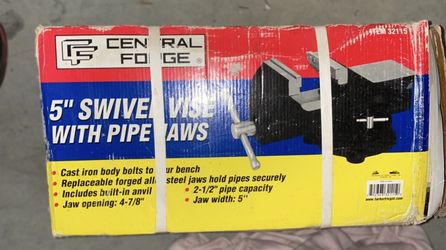 CENTRAL
FORGE ®
ITEM 32115
5" SWIVEL VISE
WITH PIPE JAWS
• Cast iron body bolts to your bench
• Replaceable forged alloy steel jaws hold pipes securely
• Includes built-in anvil • 2-1/2" pipe capacity
• Jaw opening: 4-7/8" • Jaw width: 5"
www.harborfreight.com